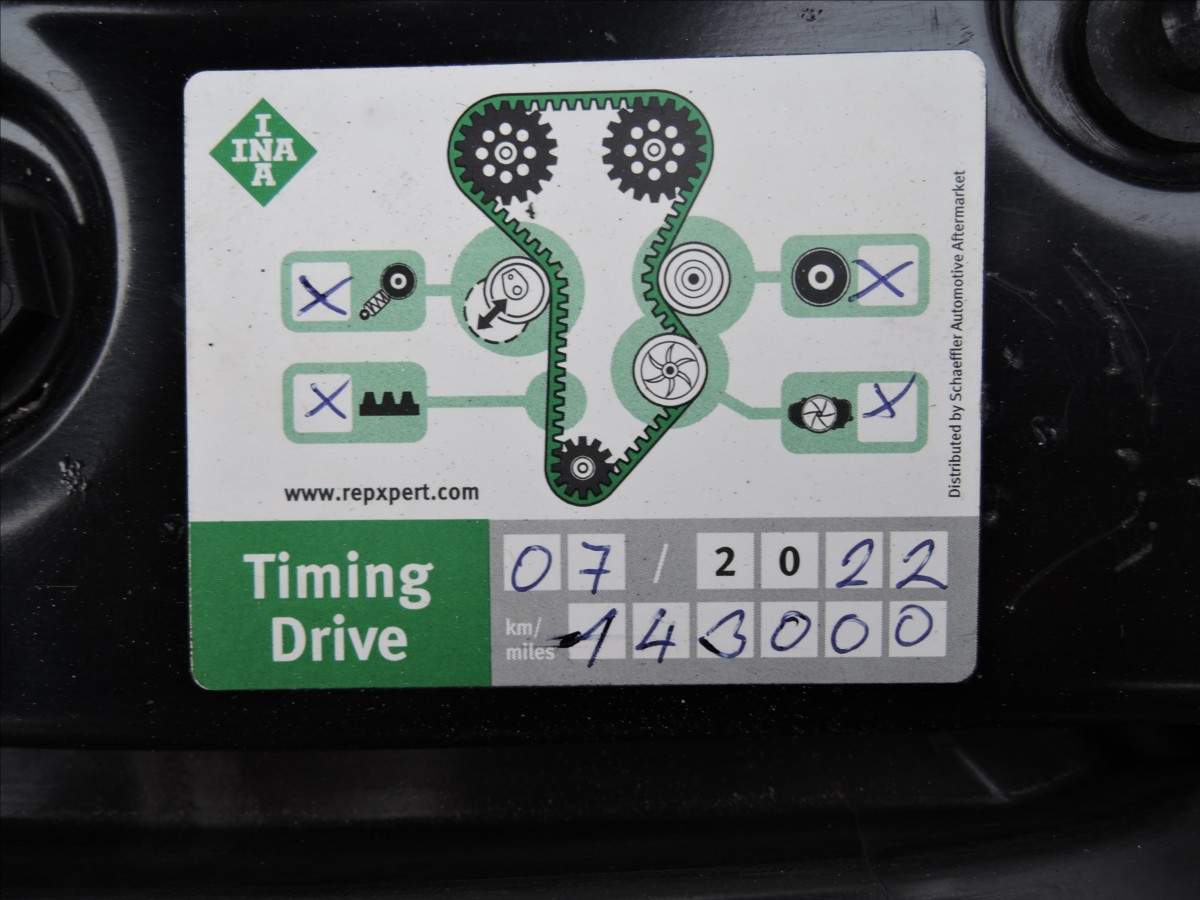 I
INA
A
X
X
X
X
www.repxpert.com
Distributed by Schaeffler Automotive Aftermarket
Timing
Drive
07 / 2022
km/
miles
143000